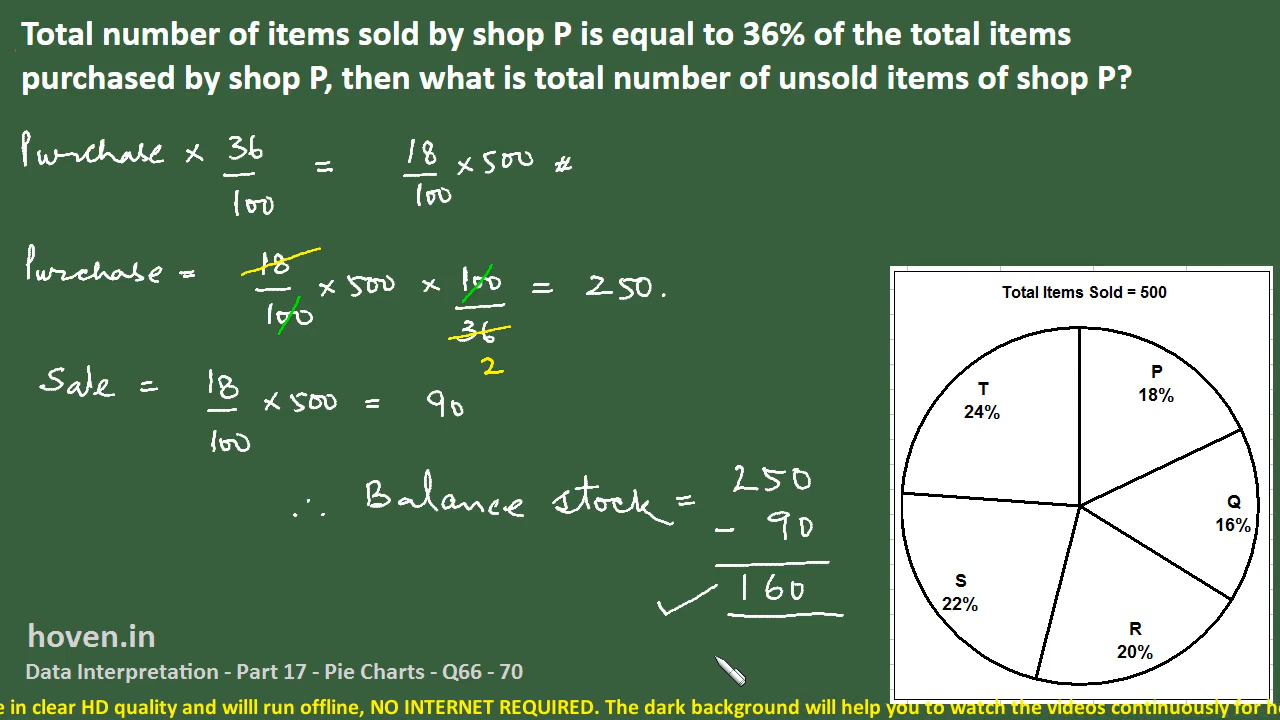 Total number of items sold by shop P is equal to 36% of the total items
purchased by shop P, then what is total number of unsold items of shop P?
Purchase × 36/100 = 18/100 × 500
Purchase = 18/100 × 500 × 100/36 = 250.
2
Sale = 18/100 × 500 = 90
∴ Balance stock = 250
- 90
160
Total Items Sold = 500
P
18%
Q
16%
R
20%
S
22%
T
24%
hoven.in
Data Interpretation - Part 17 - Pie Charts - Q66 - 70
e in clear HD quality and willl run offline, NO INTERNET REQUIRED. The dark background will help you to watch the videos continuously for